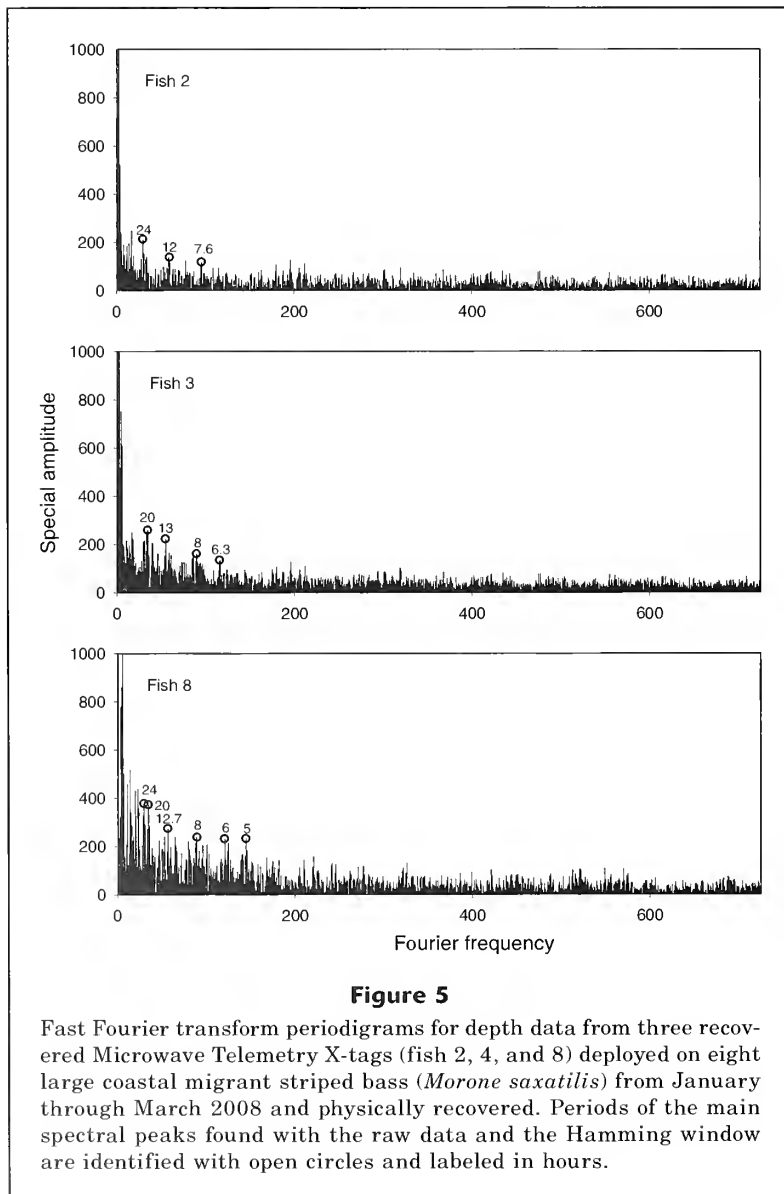 1000
Fish 2
800
600
400
24
12
7.6
200
0
0 200 400 600
1000
Fish 3
800
600
400
20
13
8
6.3
200
0
0 200 400 600
Special amplitude
1000
Fish 8
800
600
400
24
20
12.7
8
6
5
200
0
0 200 400 600
Fourier frequency
Figure 5
Fast Fourier transform periodigrams for depth data from three recov-
ered Microwave Telemetry X-tags (fish 2, 4, and 8) deployed on eight
large coastal migrant striped bass (Morone saxatilis) from January
through March 2008 and physically recovered. Periods of the main
spectral peaks found with the raw data and the Hamming window
are identified with open circles and labeled in hours.